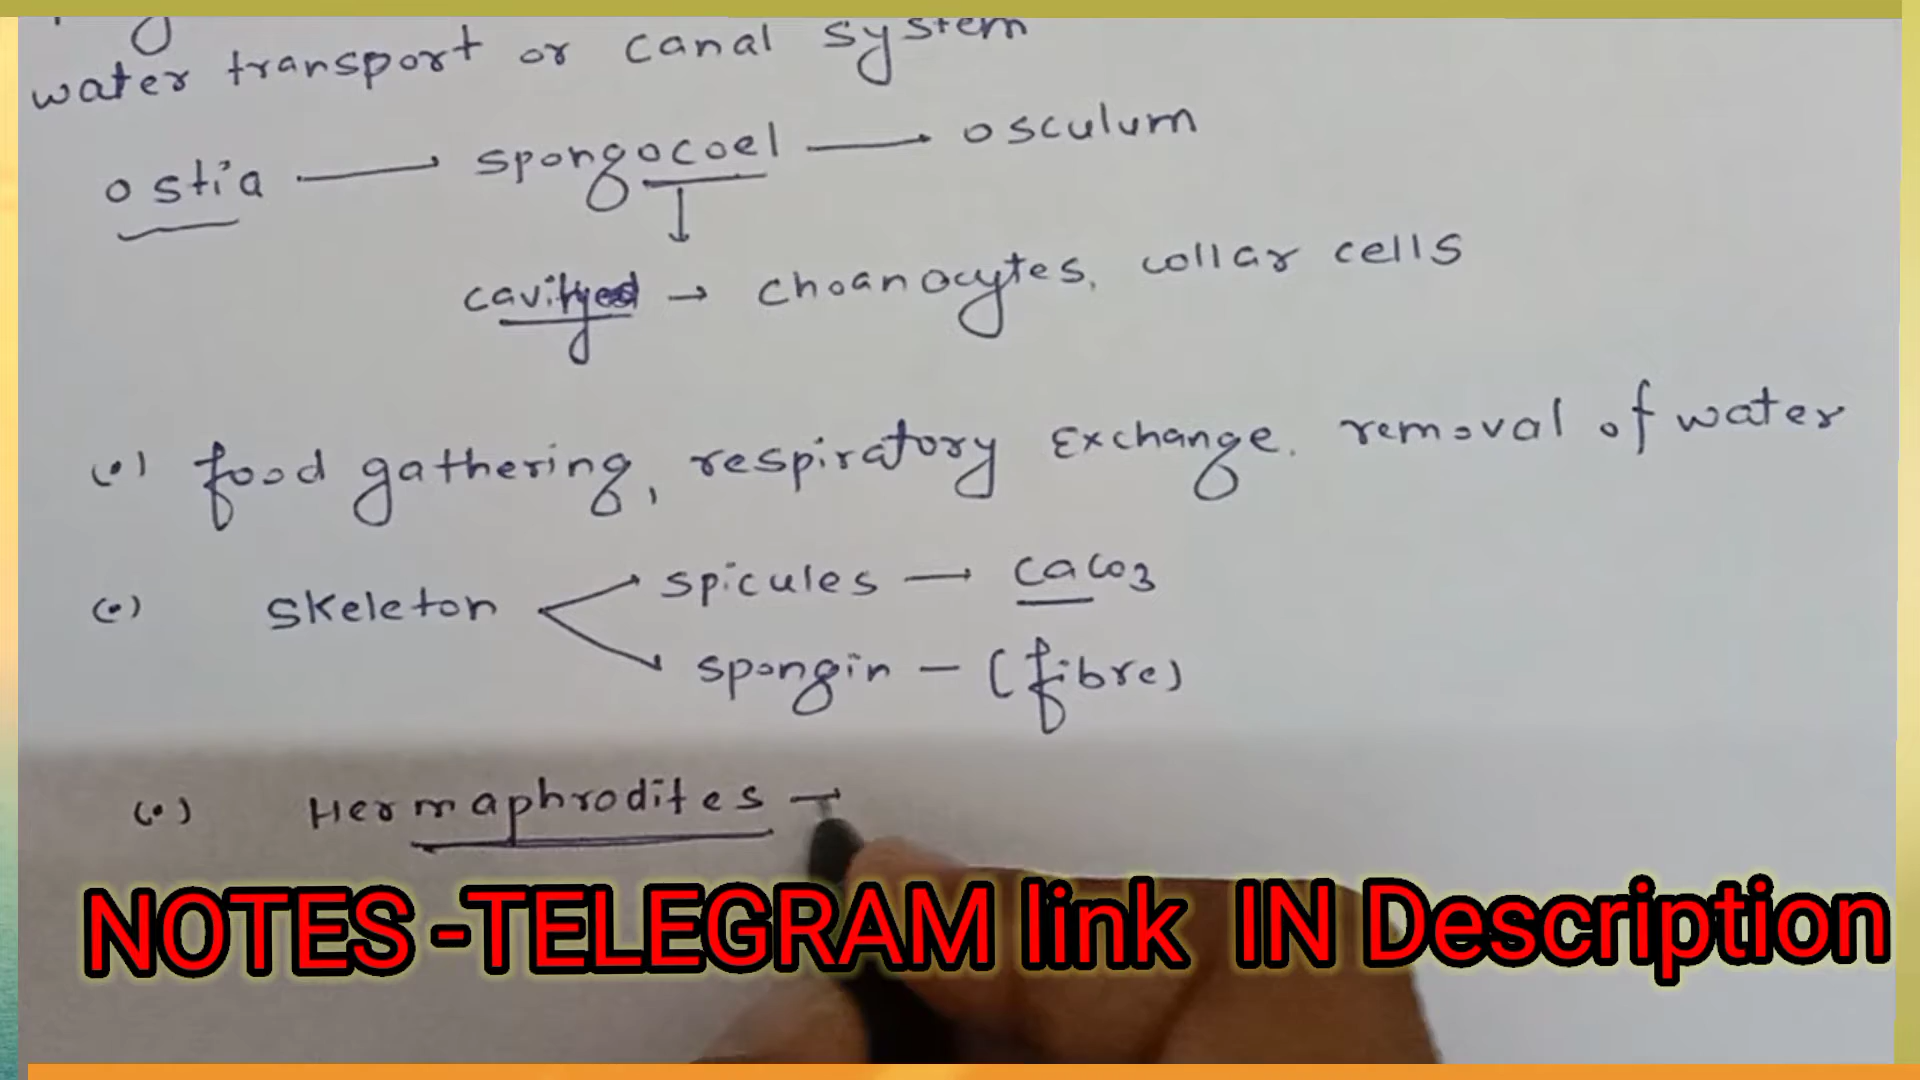 water transport or canal system
ostia → spongocoel → osculum
↓
cavity → choanocytes, collar cells
(•) food gathering, respiratory Exchange, removal of water
(•) skeleton
spicules → caco3
spongin - (fibre)
(•) Hermaphrodites →
NOTES -TELEGRAM link IN Description